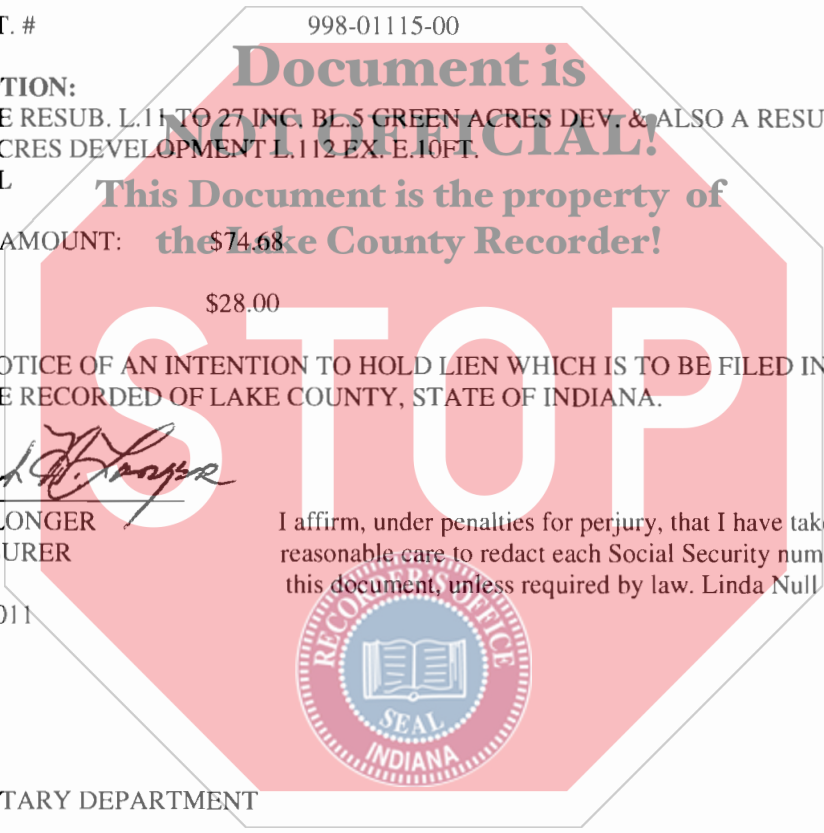 T. # 998-01115-00
Document is
TION:
E RESUB. L.11 TO 27 INC. BL.5 GREEN ACRES DEV. & ALSO A RESU
NOT OFFICIAL!
CRES DEVELOPMENT L.112 EX. E.10FT.
L
This Document is the property of
AMOUNT: $74.68
the Lake County Recorder!
$28.00
STOP
OTICE OF AN INTENTION TO HOLD LIEN WHICH IS TO BE FILED IN
E RECORDED OF LAKE COUNTY, STATE OF INDIANA.
LONGER
URER
I affirm, under penalties for perjury, that I have take
reasonable care to redact each Social Security num
this document, unless required by law. Linda Null
011
RECORDER'S OFFICE
SEAL
INDIANA
TARY DEPARTMENT